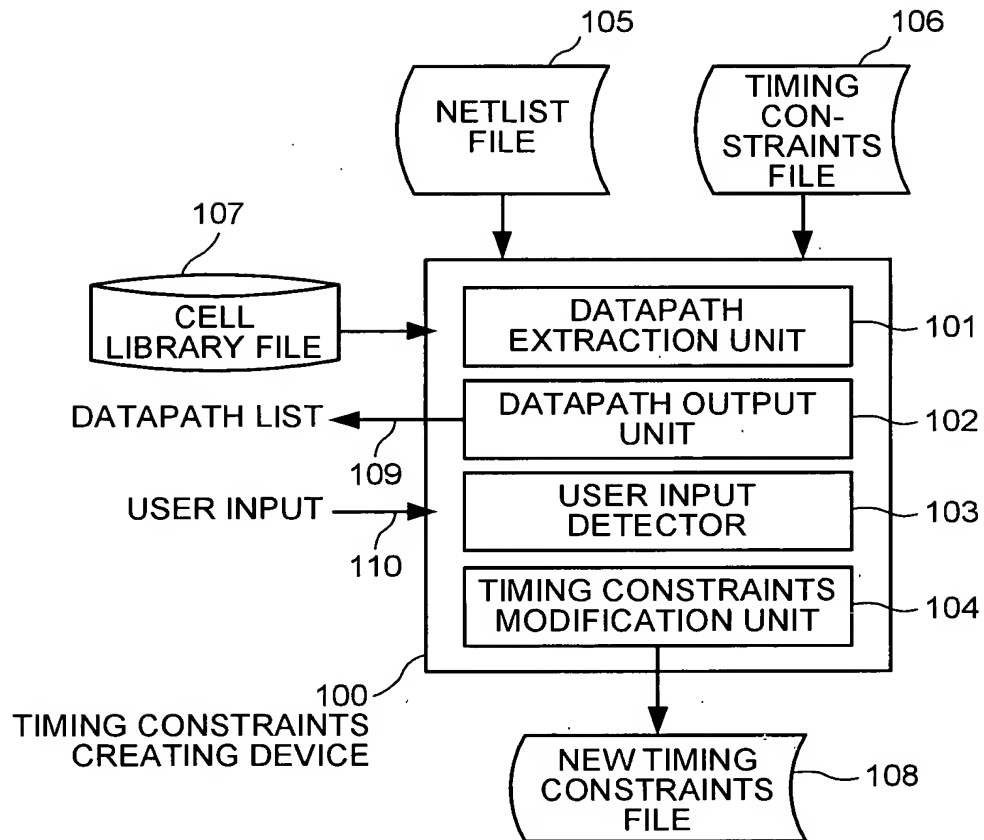 105
106
NETLIST
FILE
TIMING
CON-
STRAINTS
FILE
107
CELL
LIBRARY FILE
DATAPATH
EXTRACTION UNIT
101
DATAPATH LIST
109
DATAPATH OUTPUT
UNIT
102
USER INPUT
110
USER INPUT
DETECTOR
103
TIMING CONSTRAINTS
MODIFICATION UNIT
104
100
TIMING CONSTRAINTS
CREATING DEVICE
NEW TIMING
CONSTRAINTS
FILE
108